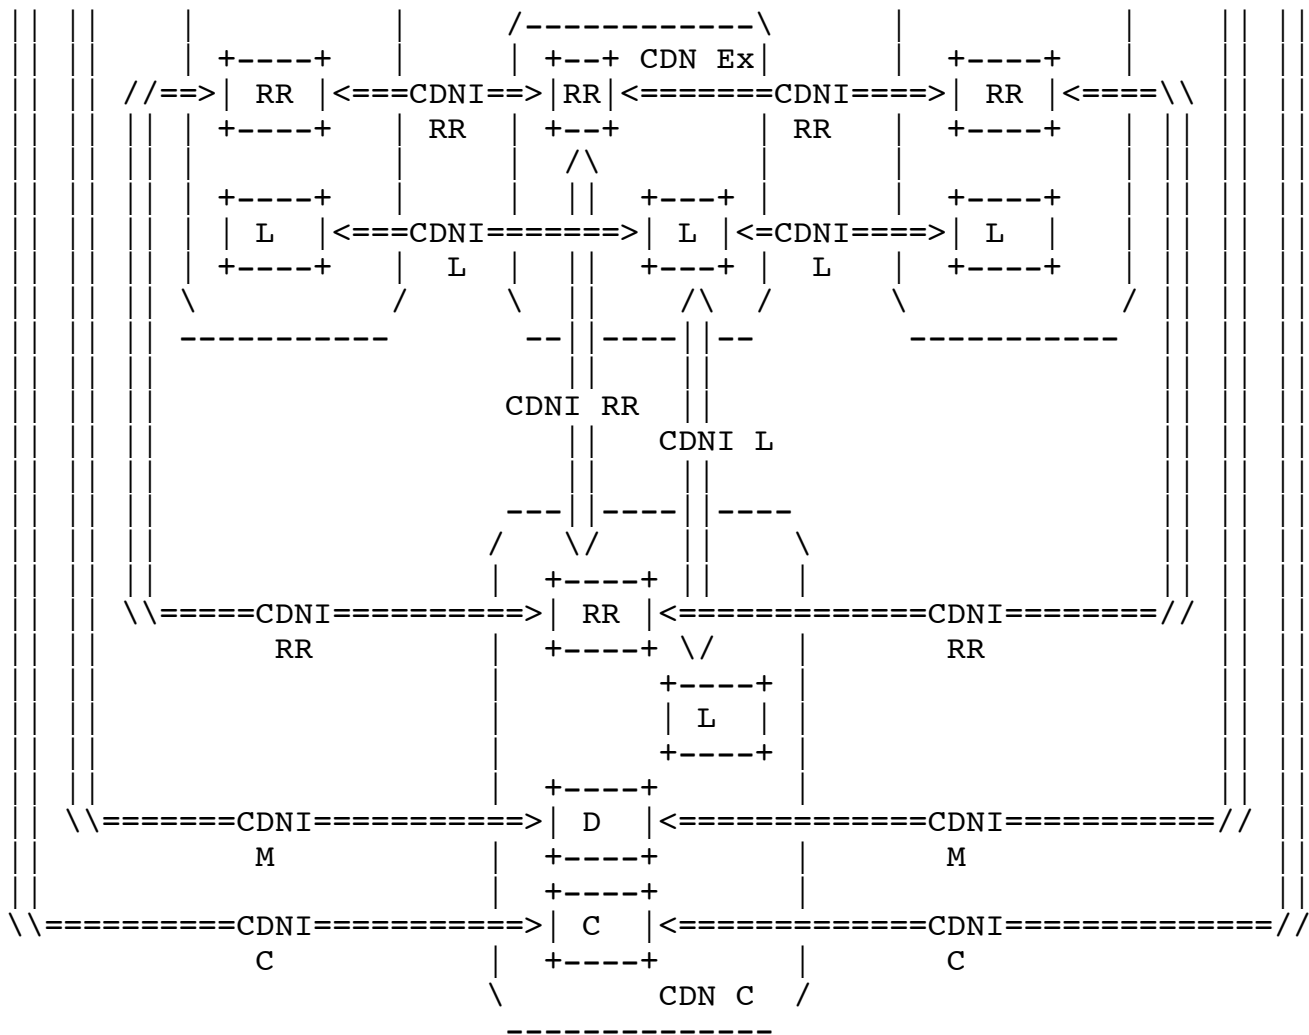 CDN Ex
RR <===CDNI==> RR <=======CDNI====> RR
RR RR
L <===CDNI=======> L <=CDNI====> L
L L
CDNI RR
CDNI L
CDNI RR CDNI
RR RR
L
CDNI D CDNI
M M
CDNI C CDNI
C C
CDN C